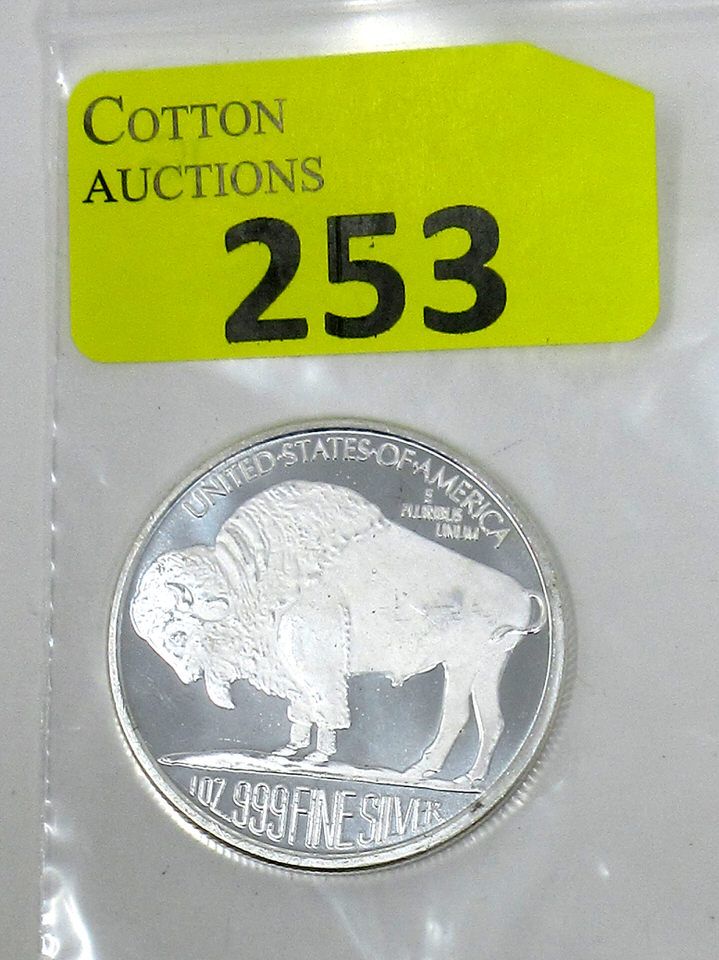 COTTON
AUCTIONS
253
UNITED·STATES·OF·AMERICA
E
PLURIBUS
UNUM
1 OZ .999 FINE SILVER